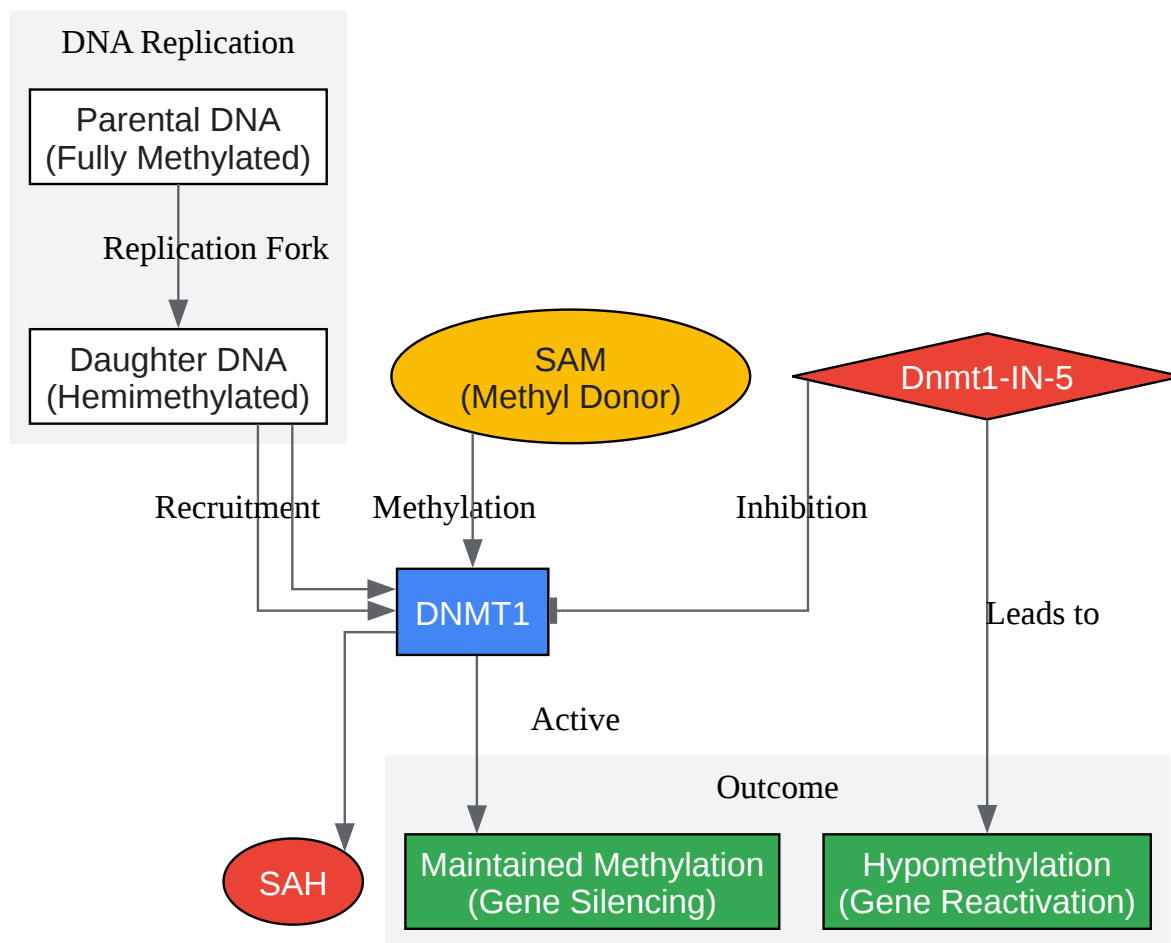 DNA Replication
Parental DNA
(Fully Methylated)
Replication Fork
Daughter DNA
(Hemimethylated)
SAM
(Methyl Donor)
Dnmt1-IN-5
Recruitment
Methylation
Inhibition
DNMT1
Leads to
Active
Outcome
SAH
Maintained Methylation
(Gene Silencing)
Hypomethylation
(Gene Reactivation)